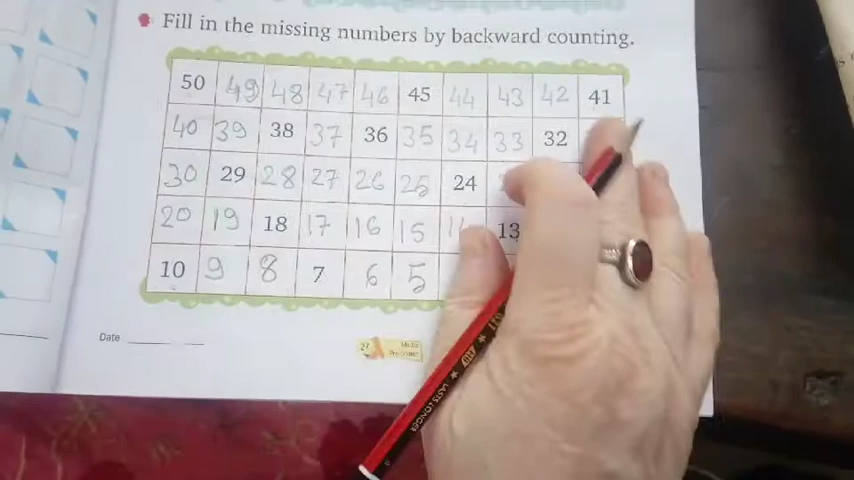 Fill in the missing numbers by backward counting.
50 49 48 47 46 45 44 43 42 41
40 39 38 37 36 35 34 33 32
30 29 28 27 26 25 24
20 19 18 17 16 15 13
10 9 8 7 6 5
Date
27